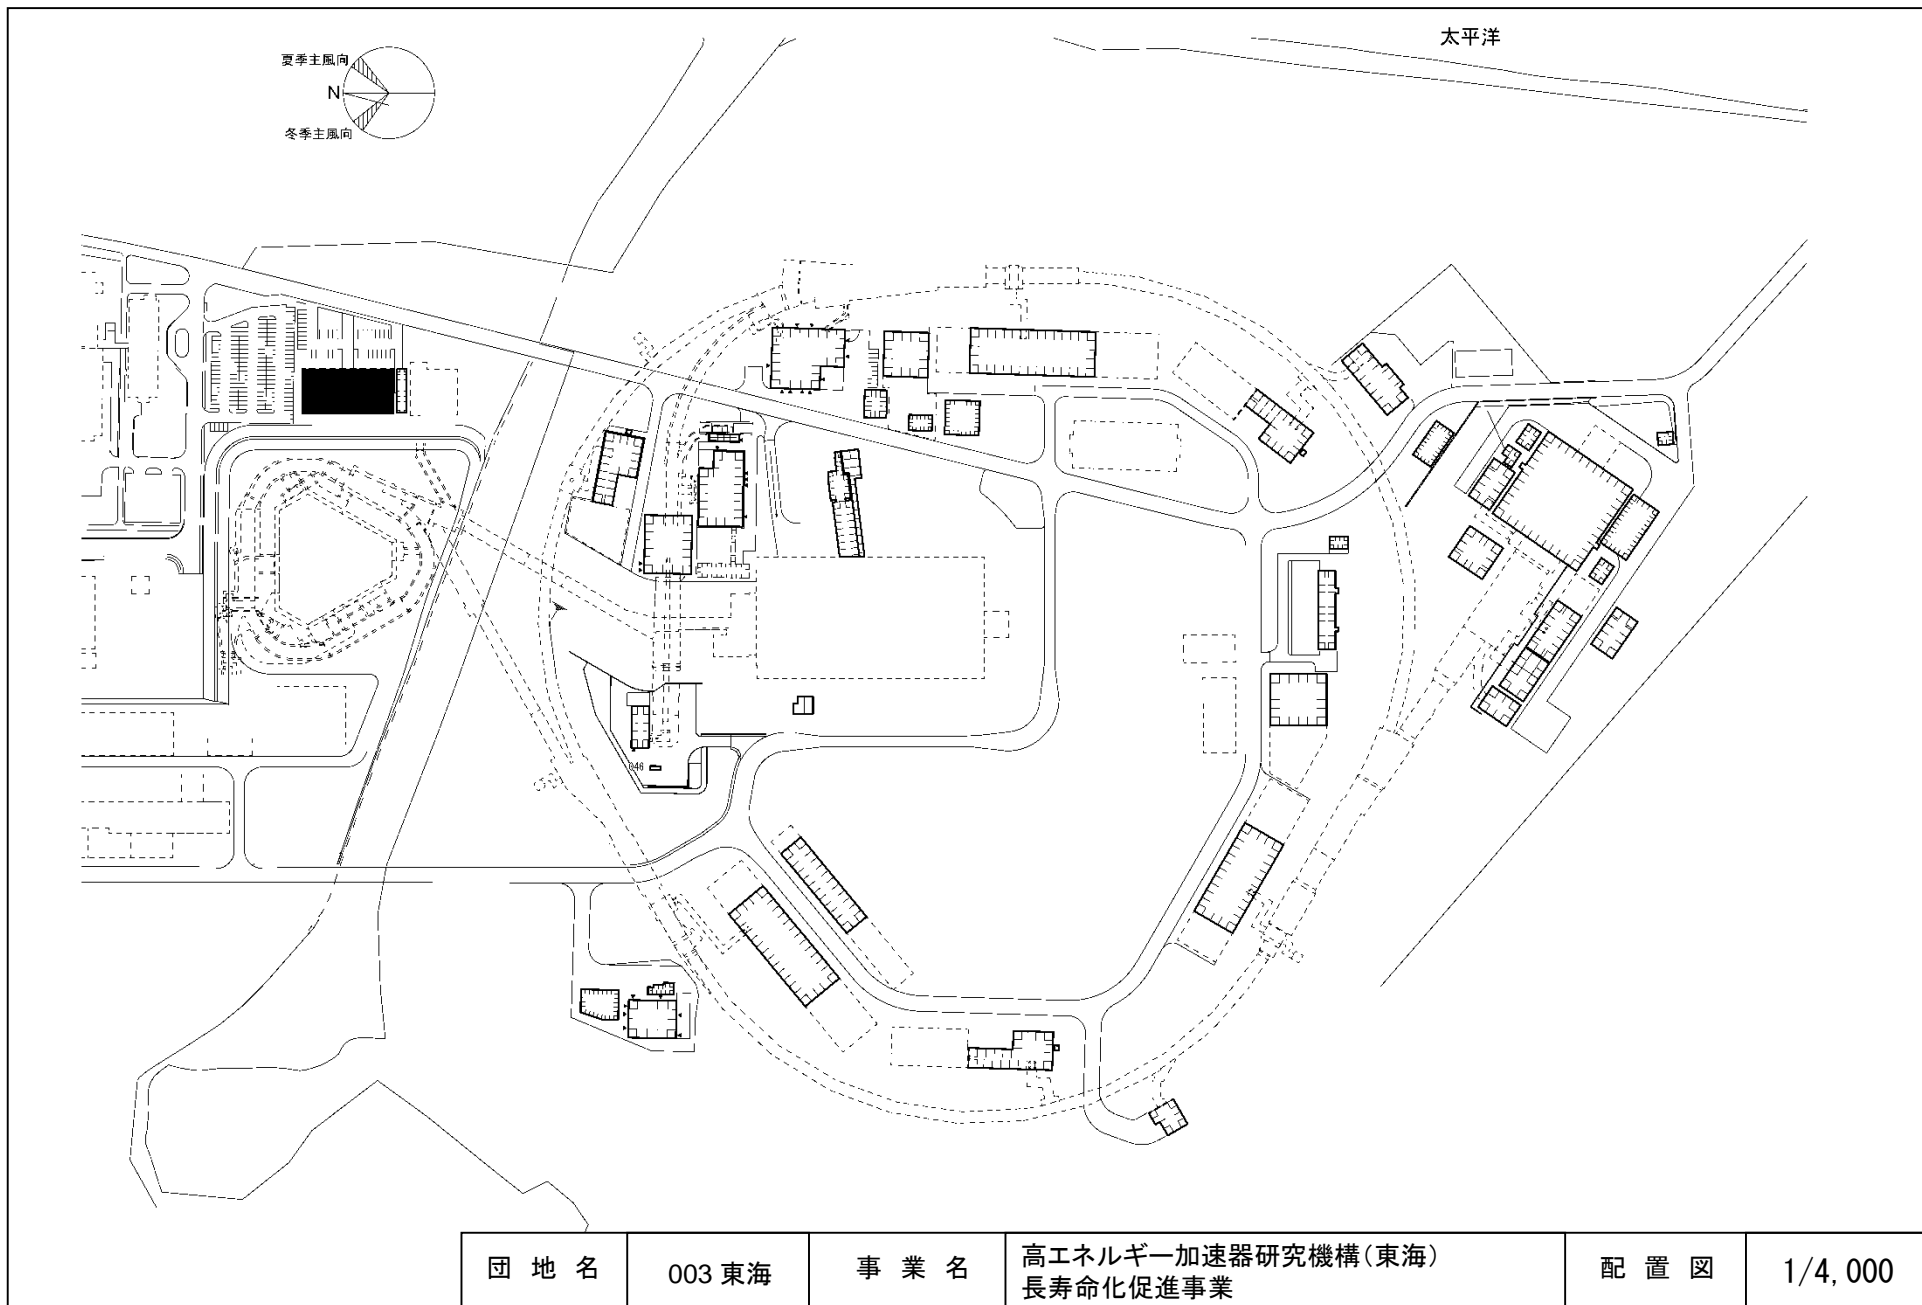 太平洋
夏季主風向
N
冬季主風向
046
団地名
003 東海
事業名
高エネルギー加速器研究機構(東海)
長寿命化促進事業
配置図
1/4,000